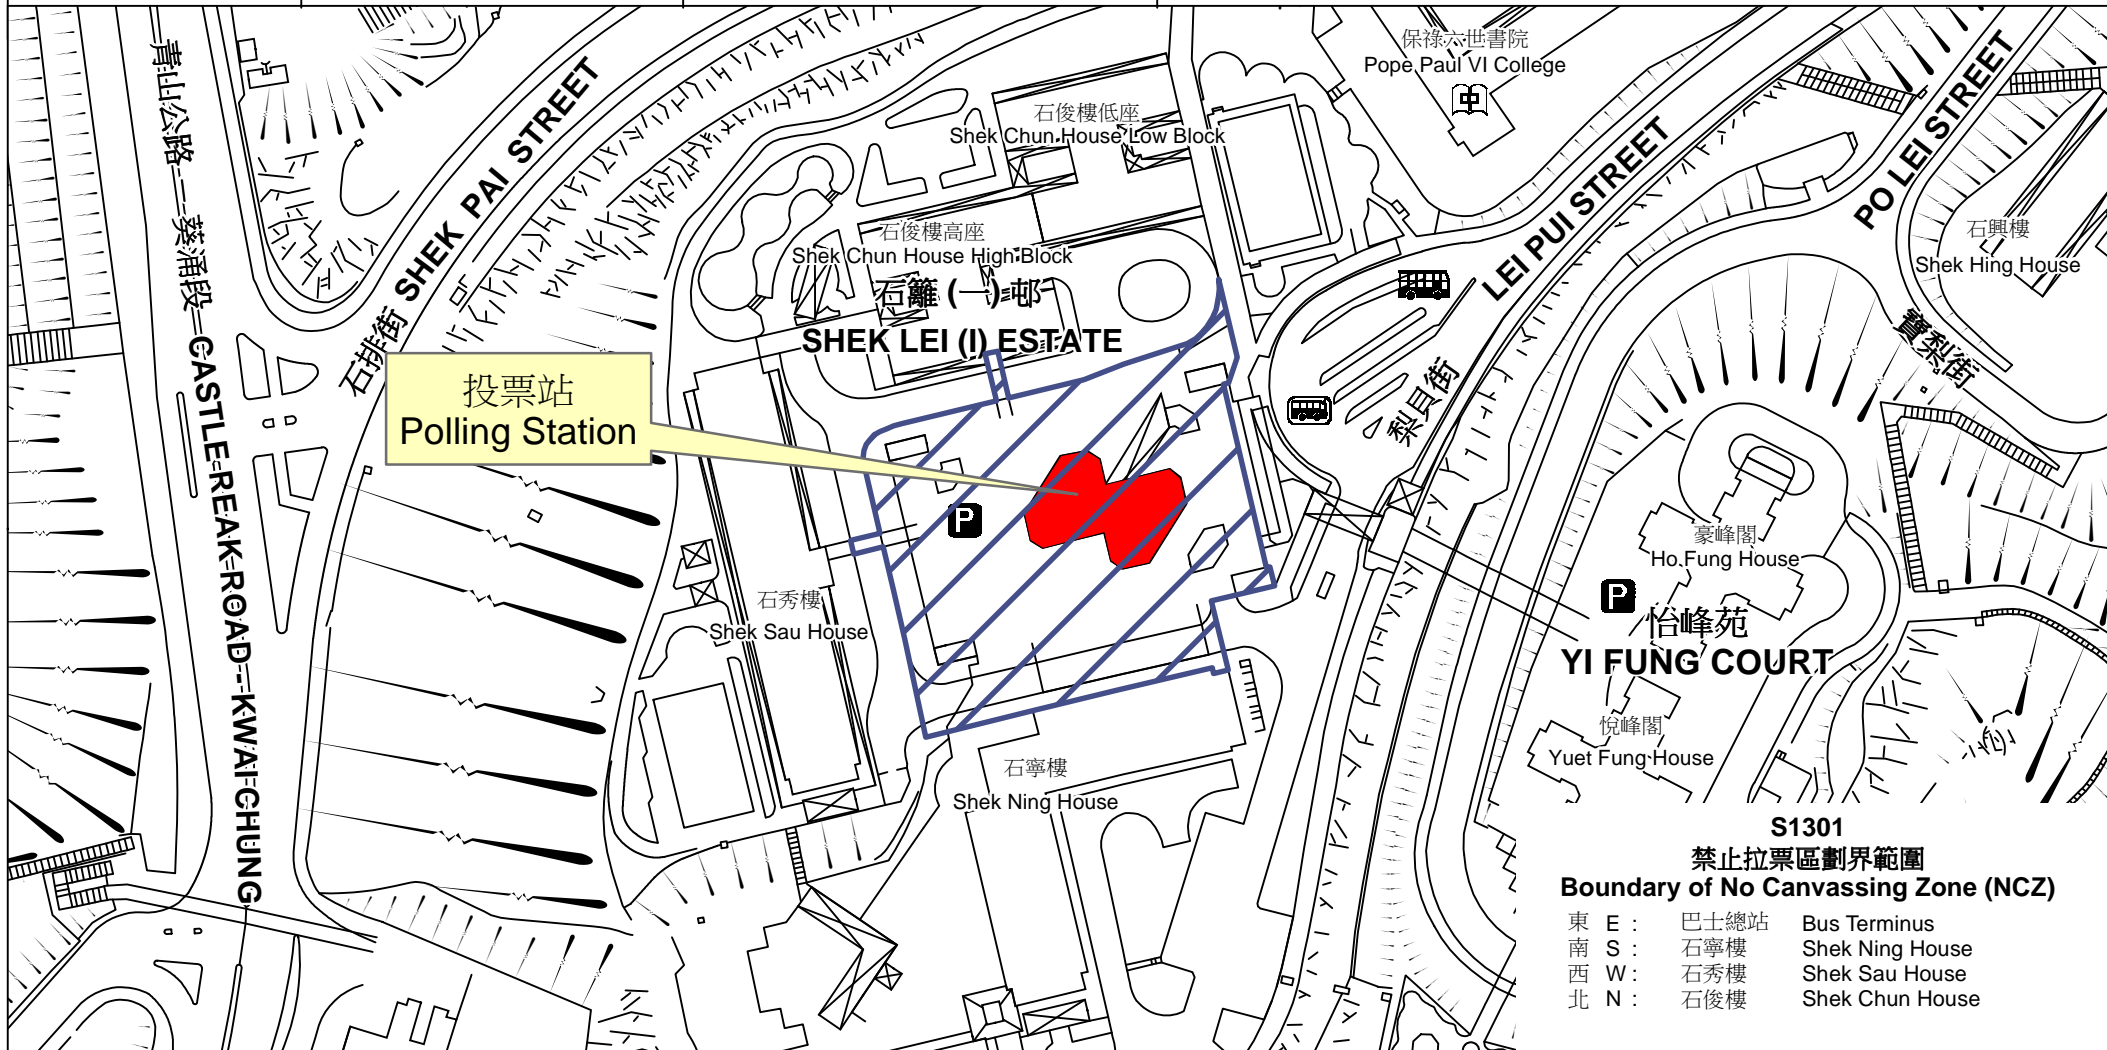 保祿六世書院
Pope Paul VI College
中
青山公路 -- 葵涌段
CASTLE PEAK ROAD -- KWAI CHUNG
石排街
SHEK PAI STREET
石俊樓低座
Shek Chun House Low Block
石俊樓高座
Shek Chun House High Block
石籬 (一) 邨
SHEK LEI (I) ESTATE
LEI PUI STREET
梨貝街
PO LEI STREET
寶梨街
石興樓
Shek Hing House
投票站
Polling Station
P
石秀樓
Shek Sau House
石寧樓
Shek Ning House
豪峰閣
Ho Fung House
P
怡峰苑
YI FUNG COURT
悅峰閣
Yuet Fung House
S1301
禁止拉票區劃界範圍
Boundary of No Canvassing Zone (NCZ)
東 E : 巴士總站 Bus Terminus
南 S : 石寧樓 Shek Ning House
西 W : 石秀樓 Shek Sau House
北 N : 石俊樓 Shek Chun House